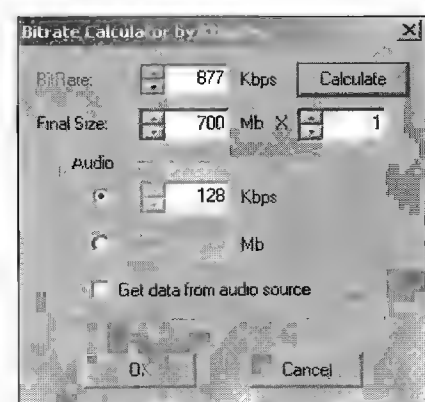 Bitrate Calculator by
BitRate: 877 Kbps Calculate
Final Size: 700 Mb X 1
Audio
128 Kbps
Mb
Get data from audio source
OK Cancel